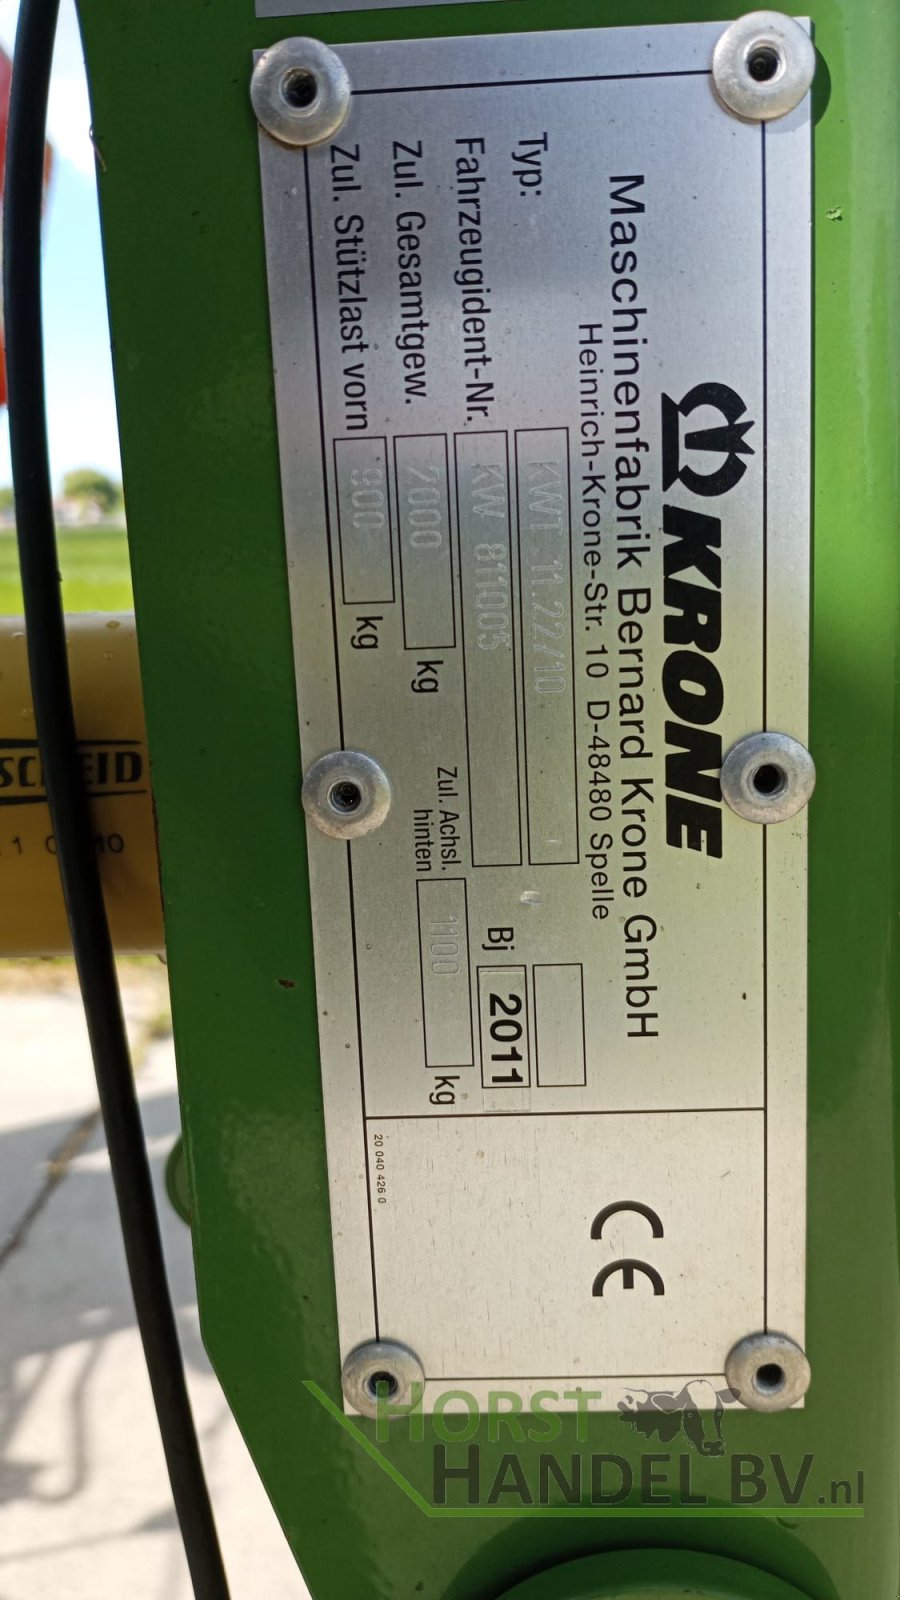 KRONE
Maschinenfabrik Bernard Krone GmbH
Heinrich-Krone-Str. 10 D-48480 Spelle
Typ: KWT 11.22/10
Fahrzeugident-Nr. KW 811005 Bj 2011
Zul. Gesamtgew. 2000 kg Zul. Achsl. hinten 1100 kg
Zul. Stützlast vorn 900 kg
CE
20 040 426 0
HORST
HANDEL BV.nl